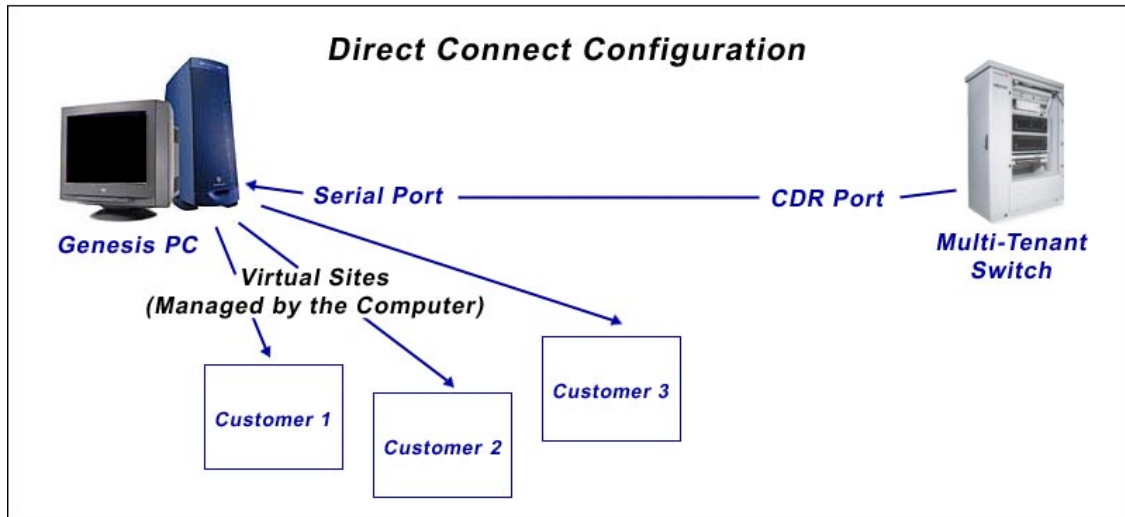 Direct Connect Configuration
Serial Port
CDR Port
Genesis PC
Multi-Tenant
Switch
Virtual Sites
(Managed by the Computer)
Customer 1
Customer 2
Customer 3